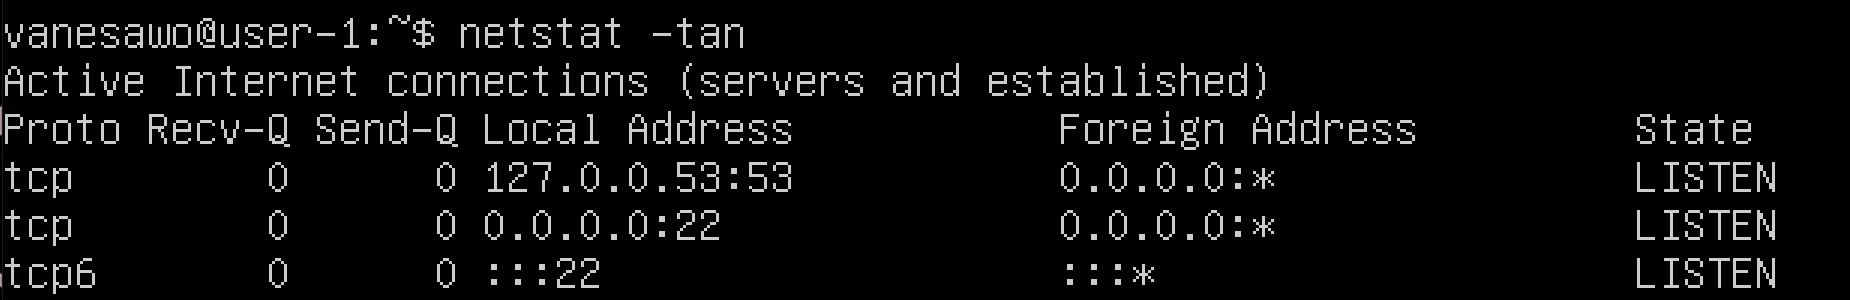 vanesawo@user-1:~$ netstat -tan
Active Internet connections (servers and established)
Proto Recv-Q Send-Q Local Address           Foreign Address         State
tcp        0      0 127.0.0.53:53           0.0.0.0:*               LISTEN
tcp        0      0 0.0.0.0:22              0.0.0.0:*               LISTEN
tcp6       0      0 :::22                   :::*                    LISTEN